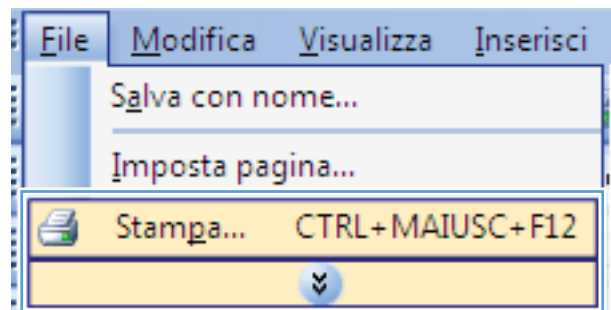 File Modifica Visualizza Inserisci
Salva con nome...
Imposta pagina...
Stampa... CTRL+MAIUSC+F12